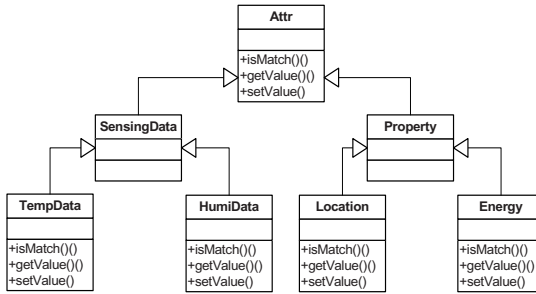 Attr
+isMatch()()
+getValue()()
+setValue()
SensingData
Property
TempData
HumiData
Location
Energy
+isMatch()()
+getValue()()
+setValue()
+isMatch()()
+getValue()()
+setValue()
+isMatch()()
+getValue()()
+setValue()
+isMatch()()
+getValue()()
+setValue()